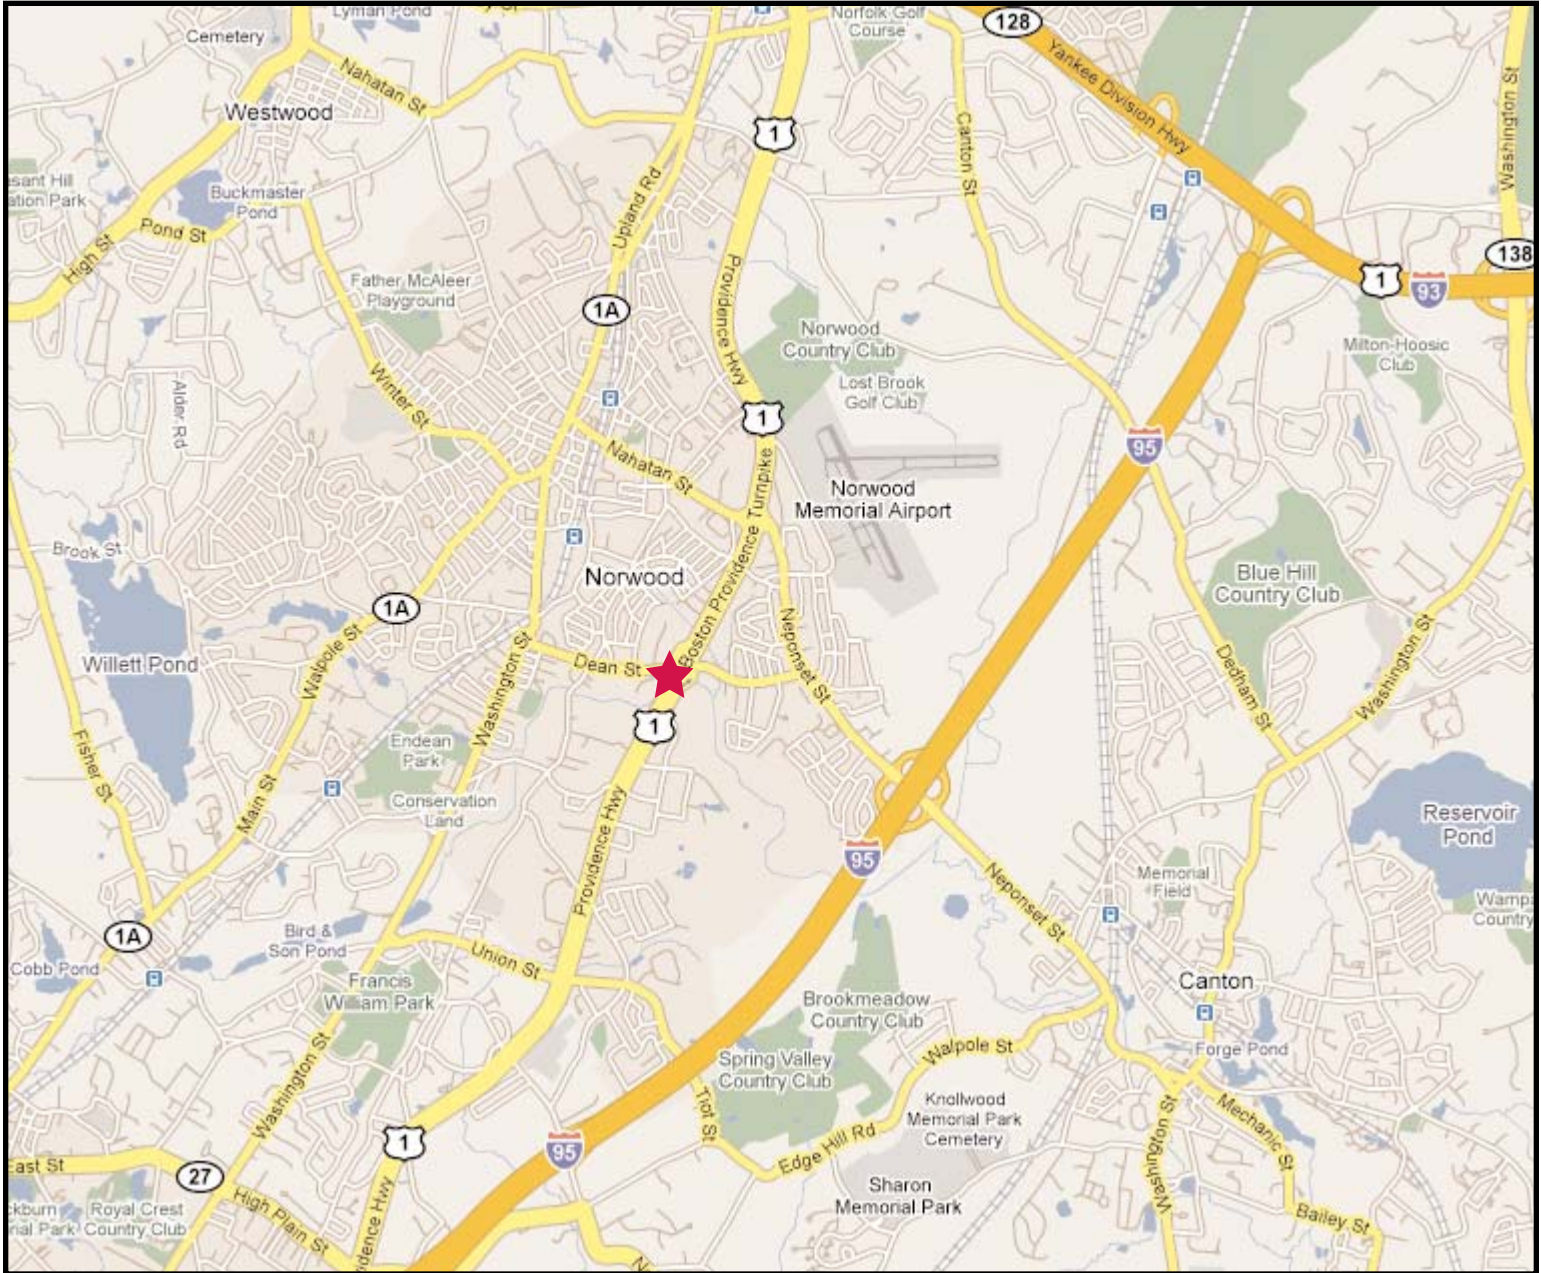 Lyman Pond
Cemetery
Nahatan St
Westwood
Norfolk Golf
Course
128
Yankee Division Hwy
Washington St
1
Canton St
Buckmaster
Pond
Pond St
High St
Upland Rd
138
1
93
Father McAleer
Playground
1A
Providence Hwy
Norwood
Country Club
Milton-Hoosic
Club
Lost Brook
Golf Club
Winter St
Alder Rd
1
95
Nahatan St
Norwood
Memorial Airport
Boston Providence Turnpike
Brook St
Norwood
Blue Hill
Country Club
1A
Neponset St
Walpole St
Willett Pond
Dean St
Washington St
Dedham St
Washington St
1
Fisher St
Endean
Park
Conservation
Land
Main St
Providence Hwy
95
Reservoir
Pond
Memorial
Field
Neponset St
Country
1A
Bird &
Son Pond
Cobb Pond
Union St
Francis
William Park
Canton
Brookmeadow
Country Club
Walpole St
Forge Pond
Spring Valley
Country Club
Washington St
Tiot St
Knollwood
Memorial Park
Cemetery
Edge Hill Rd
Mechanic St
Washington St
1
95
East St
27
High Plain St
Royal Crest
Country Club
Sharon
Memorial Park
Bailey St